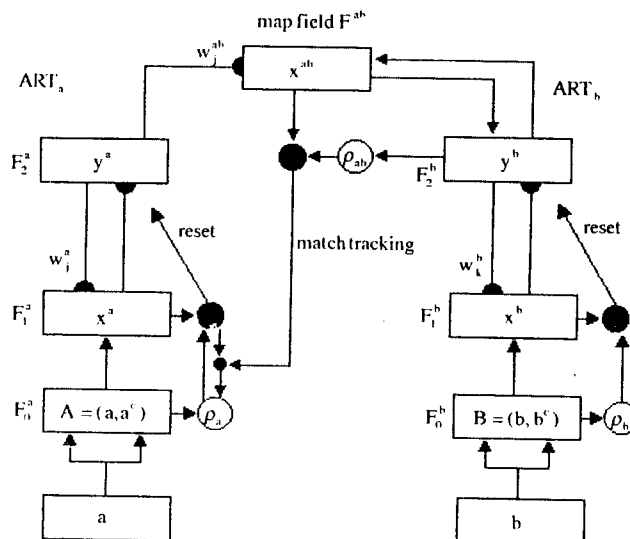 map field F^ab
w_j^ab
x^ab
ART_a
ART_b
F_2^a
y^a
ρ_ab
F_2^b
y^b
reset
match tracking
reset
w_j^a
w_k^b
F_1^a
x^a
F_1^b
x^b
F_0^a
A = (a, a^c)
ρ_a
F_0^b
B = (b, b^c)
ρ_b
a
b